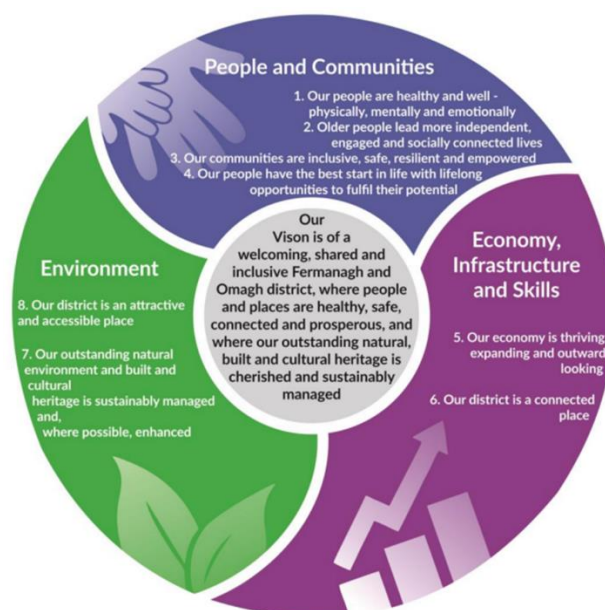 People and Communities
1. Our people are healthy and well -
physically, mentally and emotionally
2. Older people lead more independent,
engaged and socially connected lives
3. Our communities are inclusive, safe, resilient and empowered
4. Our people have the best start in life with lifelong
opportunities to fulfil their potential
Our
Vison is of a
welcoming, shared and
inclusive Fermanagh and
Omagh district, where people
and places are healthy, safe,
connected and prosperous, and
where our outstanding natural,
built and cultural heritage is
cherished and sustainably
managed
Economy,
Infrastructure
and Skills
5. Our economy is thriving,
expanding and outward
looking
6. Our district is a connected
place
Environment
8. Our district is an attractive
and accessible place
7. Our outstanding natural
environment and built and
cultural
heritage is sustainably managed
and,
where possible, enhanced